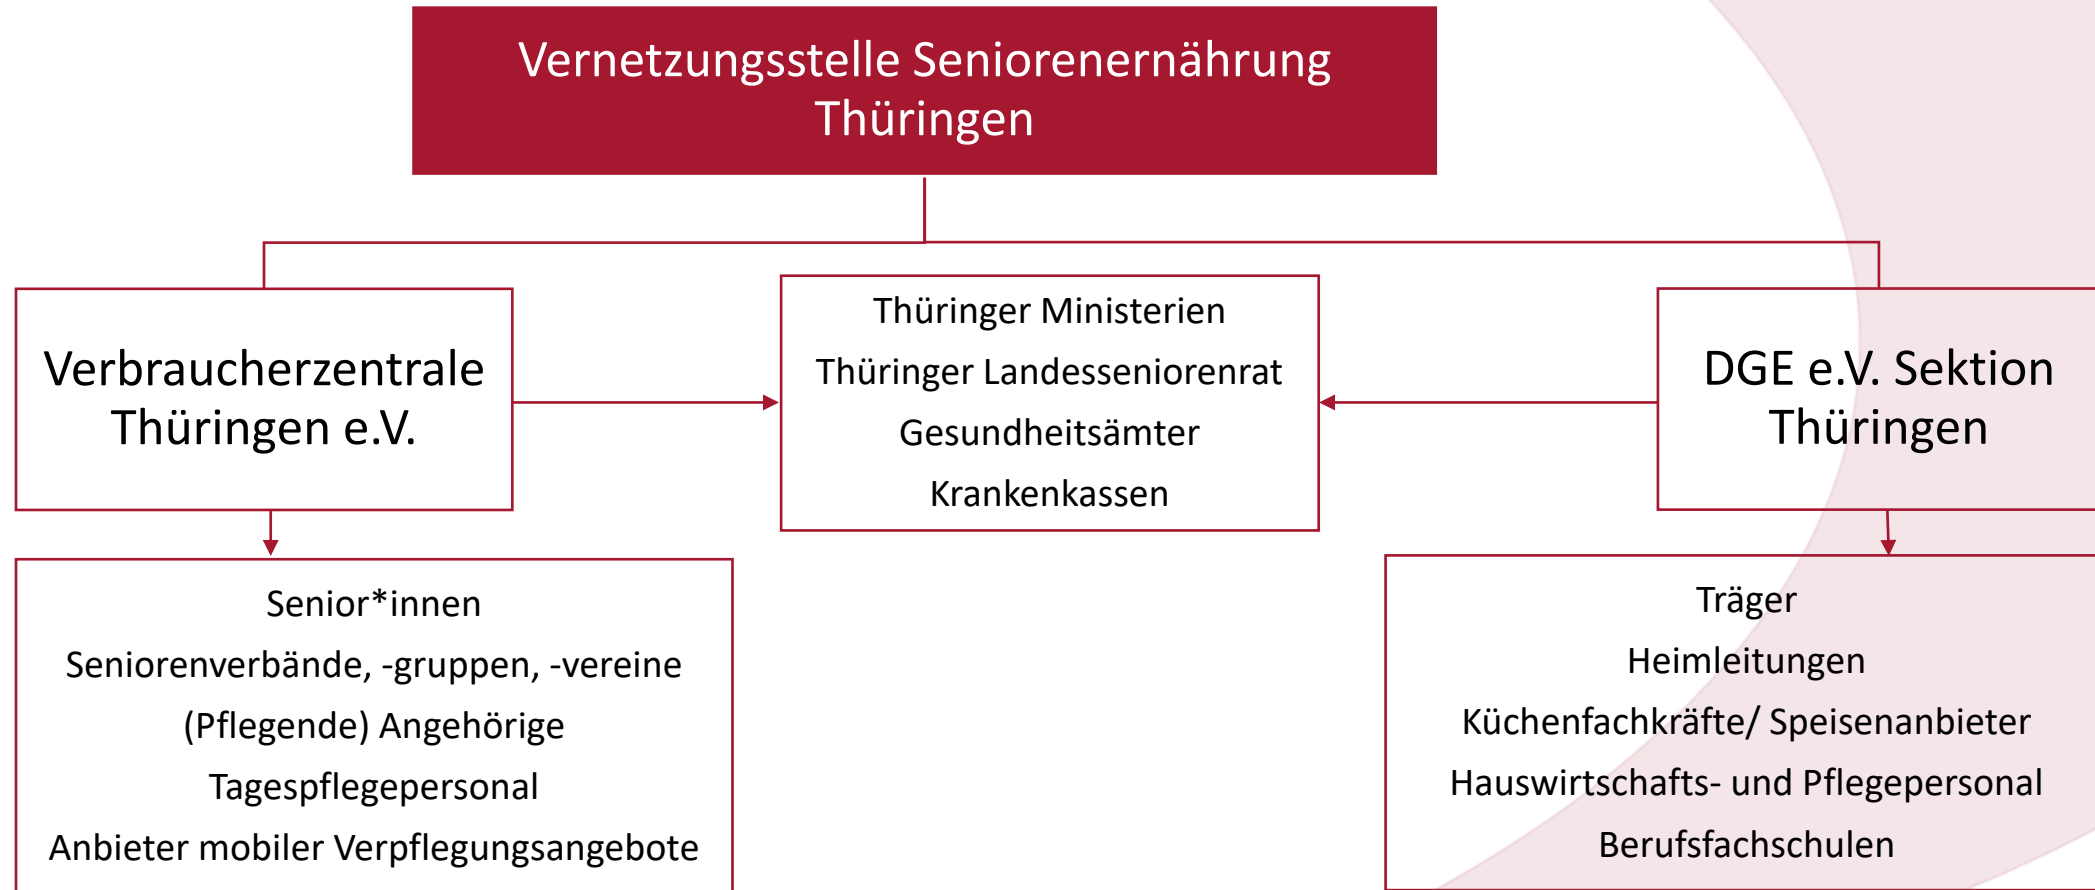 Vernetzungsstelle Seniorenernährung
Thüringen
Verbraucherzentrale
Thüringen e.V.
Thüringer Ministerien
Thüringer Landesseniorenrat
Gesundheitsämter
Krankenkassen
DGE e.V. Sektion
Thüringen
Senior*innen
Seniorenverbände, -gruppen, -vereine
(Pflegende) Angehörige
Tagespflegepersonal
Anbieter mobiler Verpflegungsangebote
Träger
Heimleitungen
Küchenfachkräfte/ Speisenanbieter
Hauswirtschafts- und Pflegepersonal
Berufsfachschulen